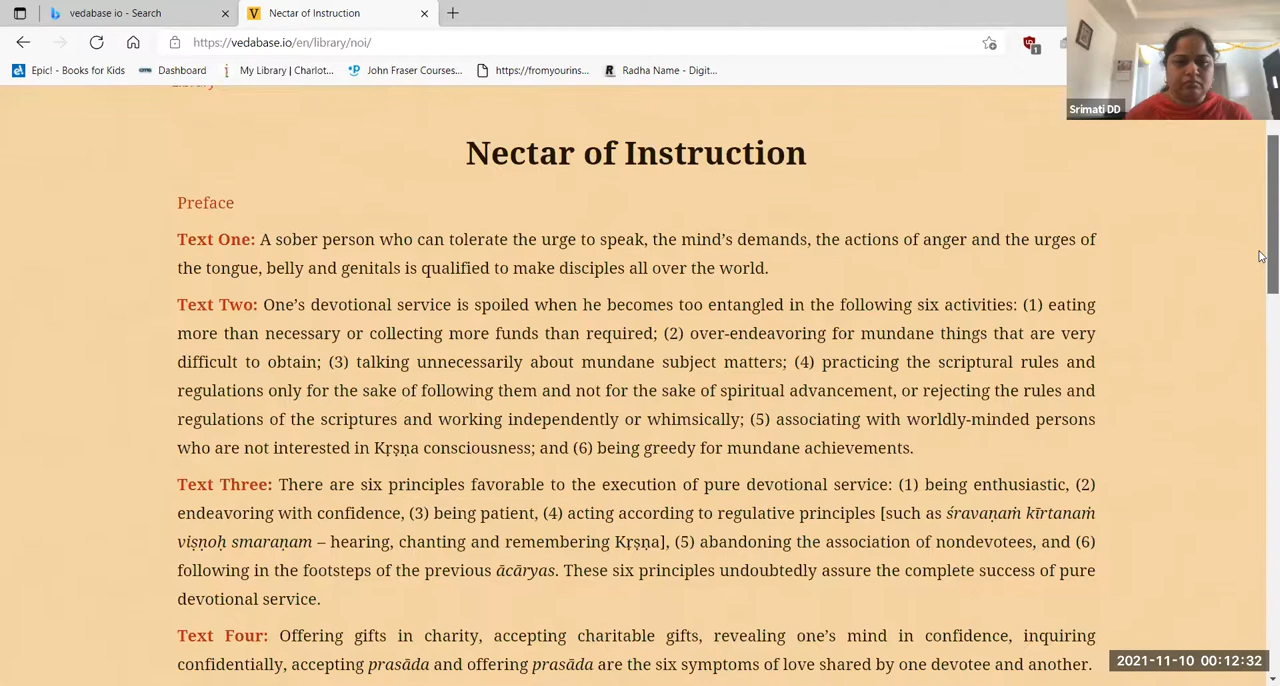 vedabase io - Search
Nectar of Instruction
https://vedabase.io/en/library/noi/
1
Epic! - Books for Kids
Dashboard
My Library | Charlot...
John Fraser Courses...
https://fromyourins...
Radha Name - Digit...
Srimati DD
Library
Nectar of Instruction
Preface
Text One: A sober person who can tolerate the urge to speak, the mind’s demands, the actions of anger and the urges of
the tongue, belly and genitals is qualified to make disciples all over the world.
Text Two: One’s devotional service is spoiled when he becomes too entangled in the following six activities: (1) eating
more than necessary or collecting more funds than required; (2) over-endeavoring for mundane things that are very
difficult to obtain; (3) talking unnecessarily about mundane subject matters; (4) practicing the scriptural rules and
regulations only for the sake of following them and not for the sake of spiritual advancement, or rejecting the rules and
regulations of the scriptures and working independently or whimsically; (5) associating with worldly-minded persons
who are not interested in Kṛṣṇa consciousness; and (6) being greedy for mundane achievements.
Text Three: There are six principles favorable to the execution of pure devotional service: (1) being enthusiastic, (2)
endeavoring with confidence, (3) being patient, (4) acting according to regulative principles [such as śravaṇaṁ kīrtanaṁ
viṣṇoḥ smaraṇam – hearing, chanting and remembering Kṛṣṇa], (5) abandoning the association of nondevotees, and (6)
following in the footsteps of the previous ācāryas. These six principles undoubtedly assure the complete success of pure
devotional service.
Text Four: Offering gifts in charity, accepting charitable gifts, revealing one’s mind in confidence, inquiring
confidentially, accepting prasāda and offering prasāda are the six symptoms of love shared by one devotee and another.
2021-11-10 00:12:32